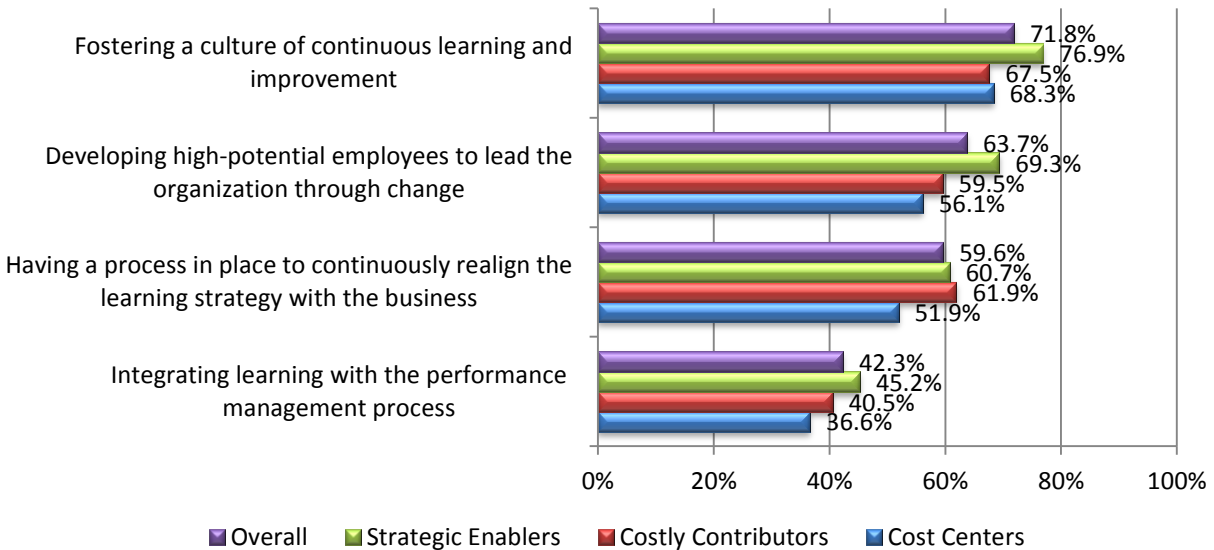 Fostering a culture of continuous learning and
improvement
71.8%
76.9%
67.5%
68.3%
Developing high-potential employees to lead the
organization through change
63.7%
69.3%
59.5%
56.1%
Having a process in place to continuously realign the
learning strategy with the business
59.6%
60.7%
61.9%
51.9%
Integrating learning with the performance
management process
42.3%
45.2%
40.5%
36.6%
0% 20% 40% 60% 80% 100%
Overall Strategic Enablers Costly Contributors Cost Centers